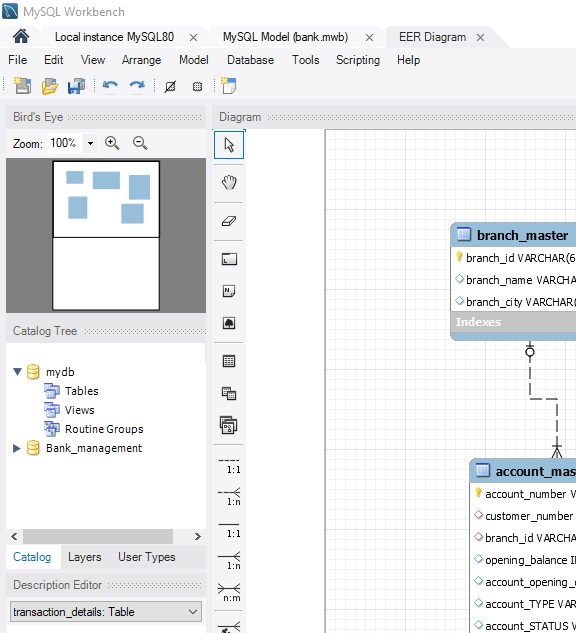 MySQL Workbench
Local instance MySQL80
MySQL Model (bank.mwb)
EER Diagram
File Edit View Arrange Model Database Tools Scripting Help
Bird's Eye
Diagram
Zoom: 100%
branch_master
branch_id VARCHAR(6
branch_name VARCHA
branch_city VARCHAR(
Indexes
Catalog Tree
mydb
Tables
Views
Routine Groups
Bank_management
1:1
1:n
1:1
1:n
n:m
account_mas
account_number V
customer_number
branch_id VARCHA
opening_balance I
account_opening_
account_TYPE VAR
account_STATUS V
Catalog Layers User Types
Description Editor
transaction_details: Table